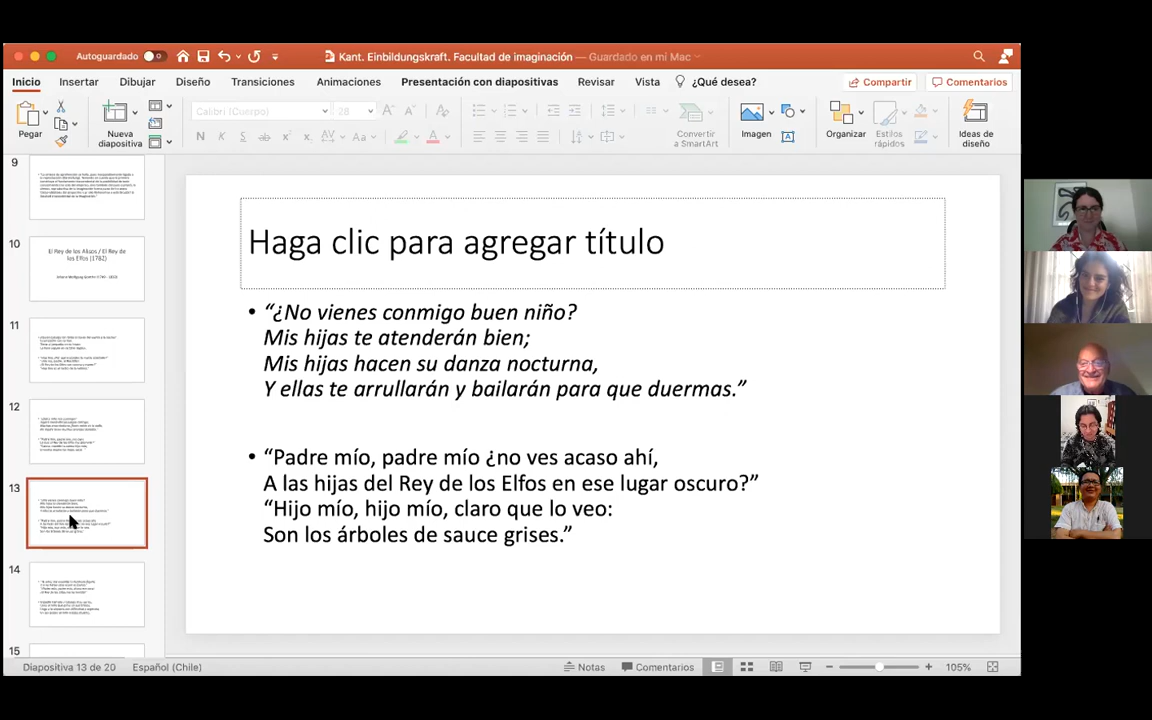 Autoguardado
Kant. Einbildungskraft. Facultad de imaginación — Guardado en mi Mac
Inicio Insertar Dibujar Diseño Transiciones Animaciones Presentación con diapositivas Revisar Vista ¿Qué desea? Compartir Comentarios
Pegar
Nueva diapositiva
Calibri (Cuerpo) 28
N K S ab x x AV Aa A
Convertir a SmartArt
Imagen
Organizar
Estilos rápidos
Ideas de diseño
9
10
El Rey de los Alisos / El Rey de
los Elfos (1782)
11
12
13
14
15
Haga clic para agregar título
• “¿No vienes conmigo buen niño?
Mis hijas te atenderán bien;
Mis hijas hacen su danza nocturna,
Y ellas te arrullarán y bailarán para que duermas.”
• “Padre mío, padre mío ¿no ves acaso ahí,
A las hijas del Rey de los Elfos en ese lugar oscuro?”
“Hijo mío, hijo mío, claro que lo veo:
Son los árboles de sauce grises.”
Diapositiva 13 de 20 Español (Chile) Notas Comentarios 105%